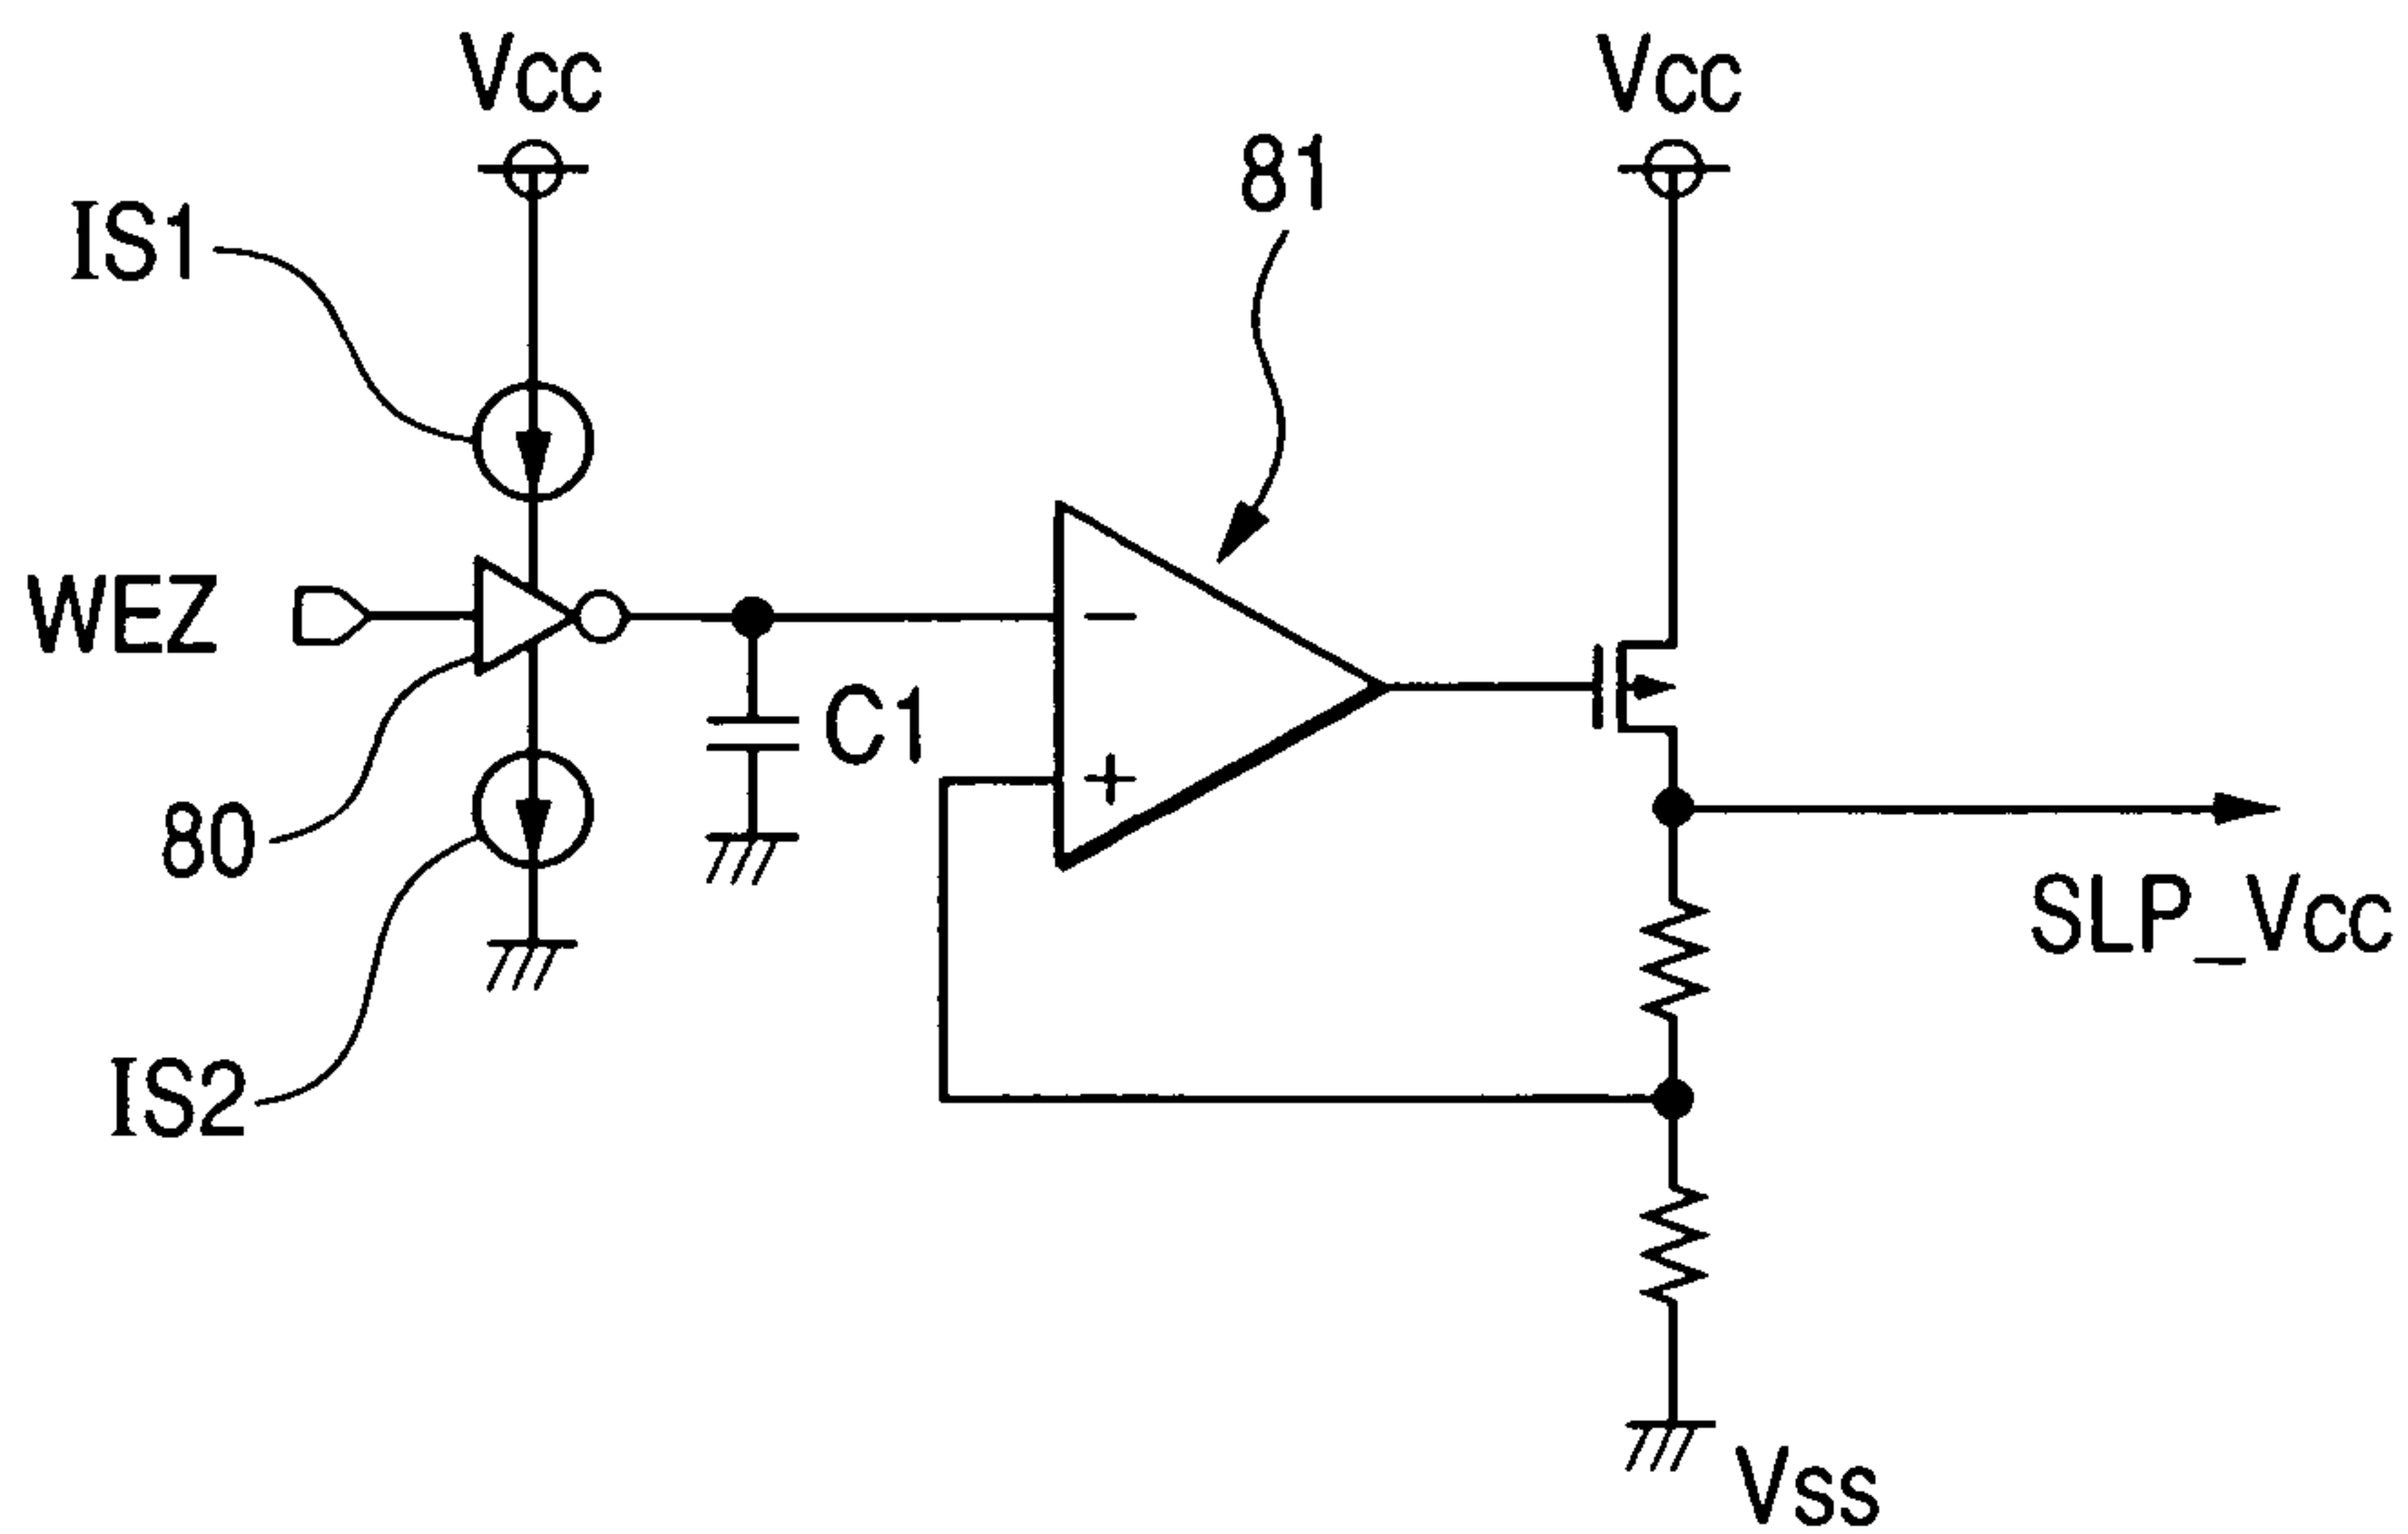 Vcc
Vcc
81
IS1
WEZ
−
C1
+
80
SLP_Vcc
IS2
Vss